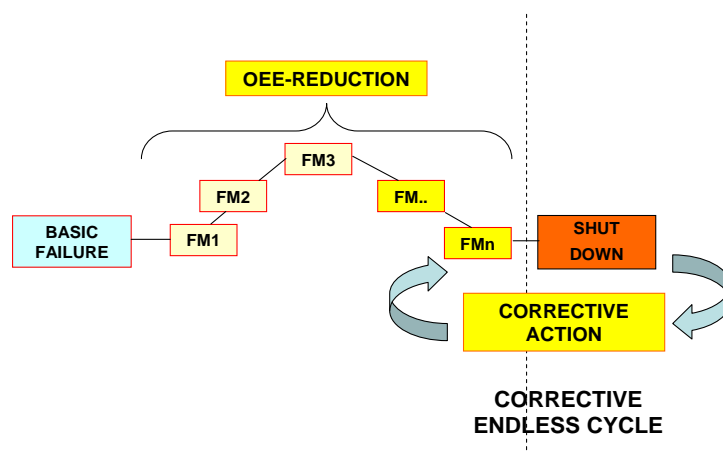 OEE-REDUCTION
FM3
FM2
FM..
BASIC
FAILURE
FM1
FMn
SHUT
DOWN
CORRECTIVE
ACTION
CORRECTIVE
ENDLESS CYCLE